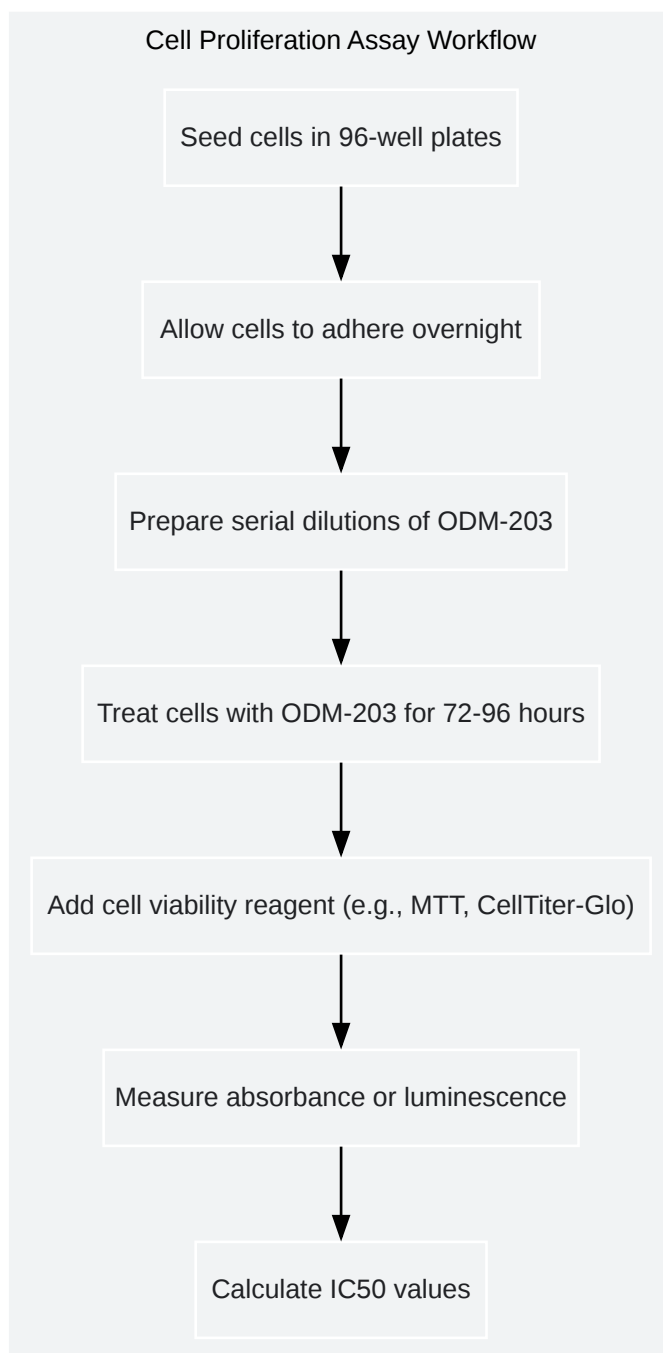 Cell Proliferation Assay Workflow
Seed cells in 96-well plates
Allow cells to adhere overnight
Prepare serial dilutions of ODM-203
Treat cells with ODM-203 for 72-96 hours
Add cell viability reagent (e.g., MTT, CellTiter-Glo)
Measure absorbance or luminescence
Calculate IC50 values